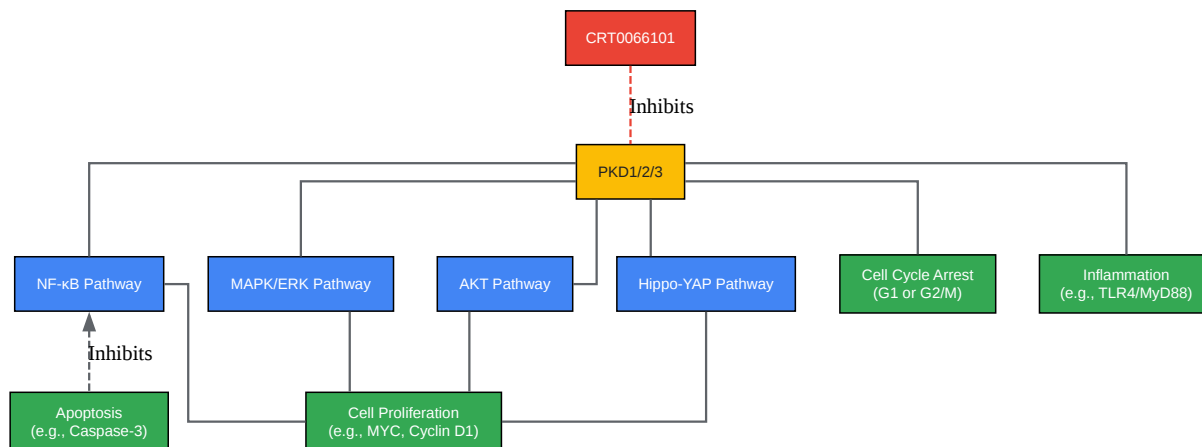 CRT0066101
Inhibits
PKD1/2/3
NF-κB Pathway
MAPK/ERK Pathway
AKT Pathway
Hippo-YAP Pathway
Cell Cycle Arrest
(G1 or G2/M)
Inflammation
(e.g., TLR4/MyD88)
Inhibits
Apoptosis
(e.g., Caspase-3)
Cell Proliferation
(e.g., MYC, Cyclin D1)